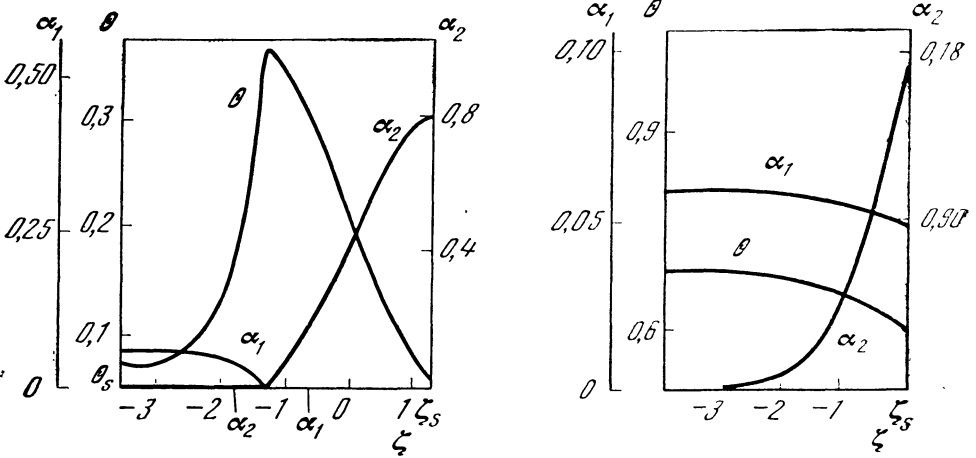 α₁ θ α₂
0,50
0,3
0,25
0,2
0,1
0
θₛ
0,8
0,4
θ
α₂
α₁
-3 -2 -1 0 1 ζₛ
α₂ α₁
ζ
α₁ θ α₂
0,10
0,05
0
0,9
0,6
0,18
0,90
α₁
θ
α₂
-3 -2 -1 ζₛ
ζ